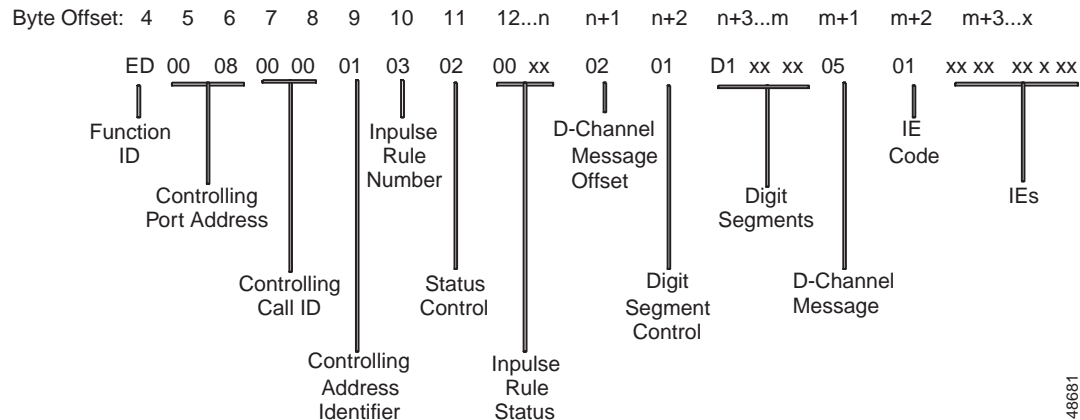 Byte Offset: 4 5 6 7 8 9 10 11 12...n n+1 n+2 n+3...m m+1 m+2 m+3...x
ED 00 08 00 00 01 03 02 00 xx 02 01 D1 xx xx 05 01 xx xx xx x xx
Function
ID
Controlling
Port Address
Controlling
Call ID
Controlling
Address
Identifier
Inpulse
Rule
Number
Status
Control
Inpulse
Rule
Status
D-Channel
Message
Offset
Digit
Segment
Control
Digit
Segments
D-Channel
Message
IE
Code
IEs
48681